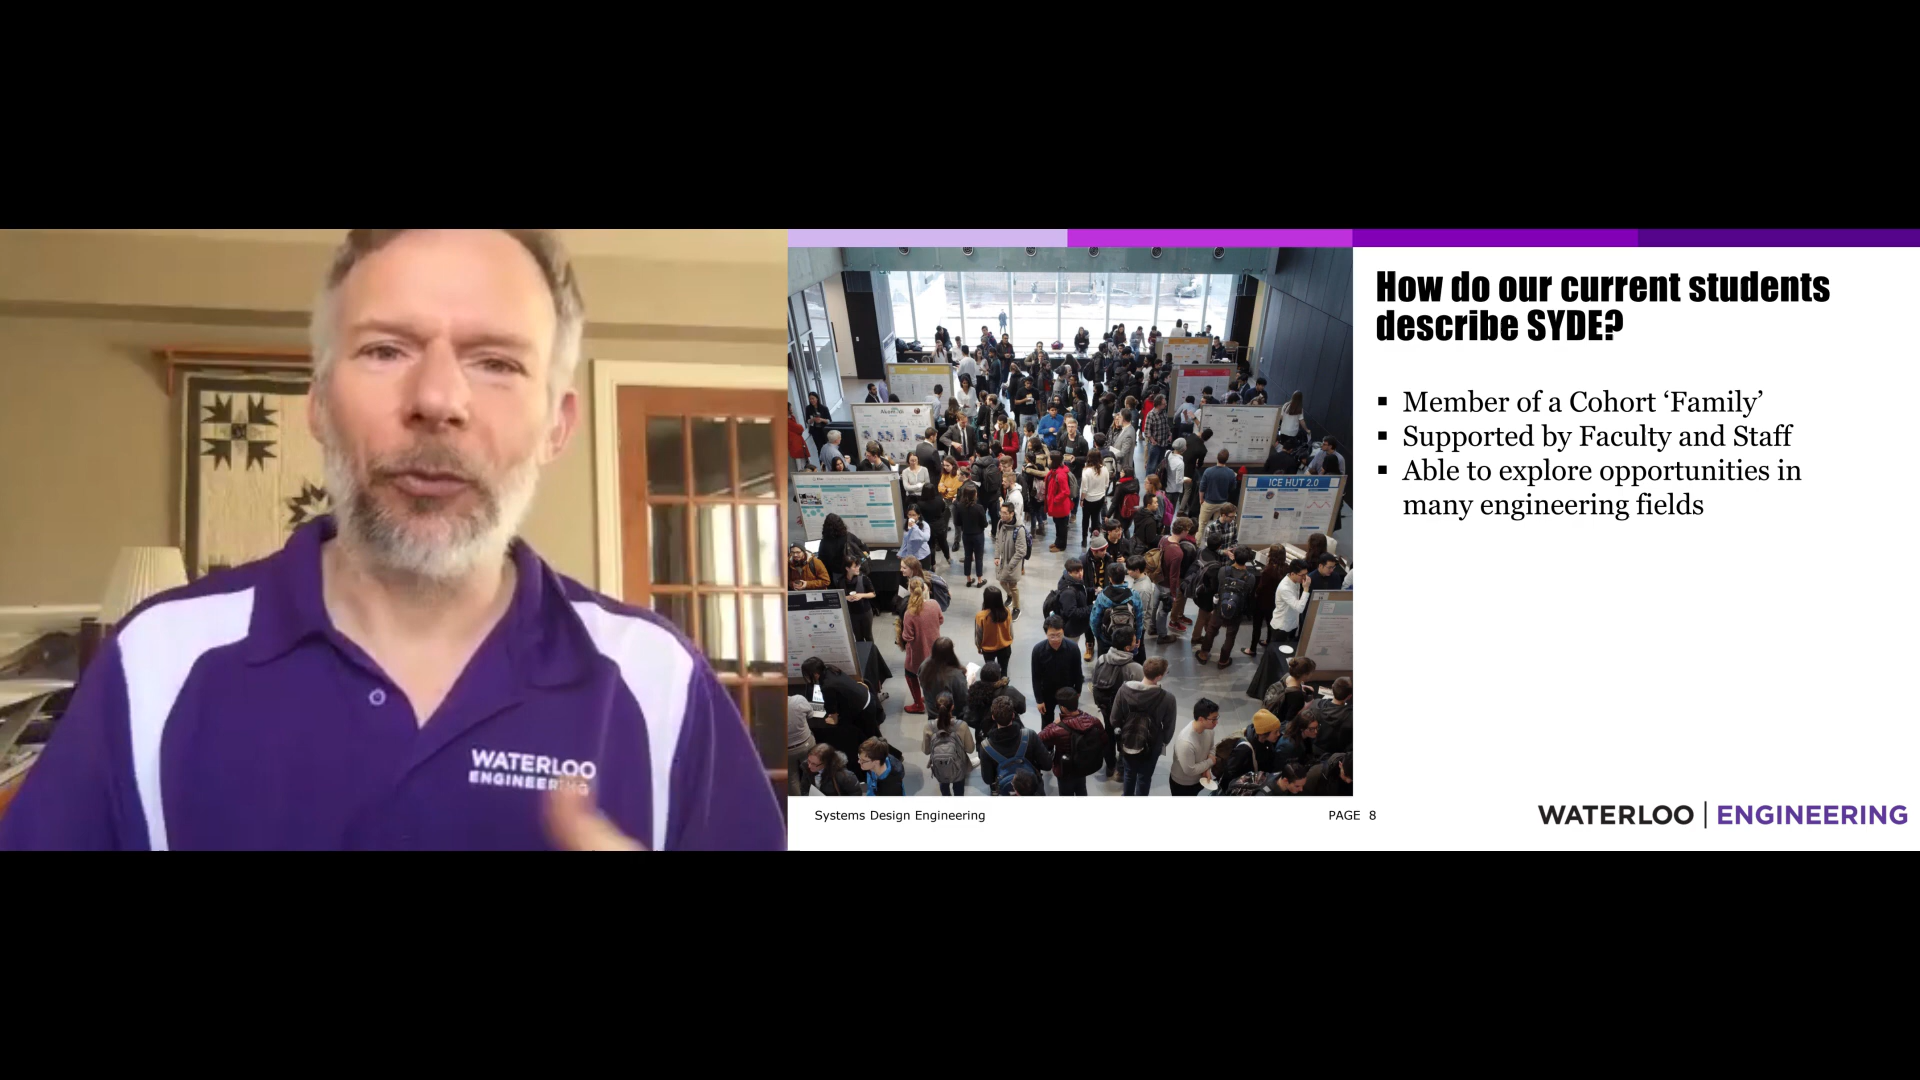 WATERLOO
ENGINEERING
ICE HUT 2.0
How do our current students
describe SYDE?
▪ Member of a Cohort ‘Family’
▪ Supported by Faculty and Staff
▪ Able to explore opportunities in
many engineering fields
Systems Design Engineering
PAGE 8
WATERLOO | ENGINEERING